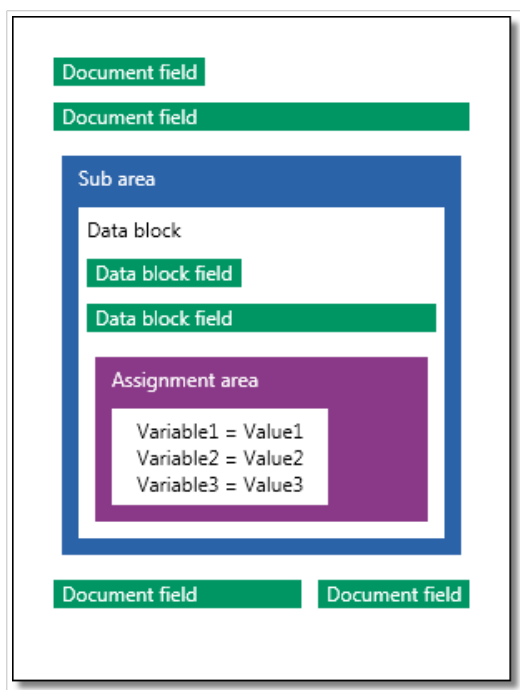 Document field
Document field
Sub area
Data block
Data block field
Data block field
Assignment area
Variable1 = Value1
Variable2 = Value2
Variable3 = Value3
Document field Document field